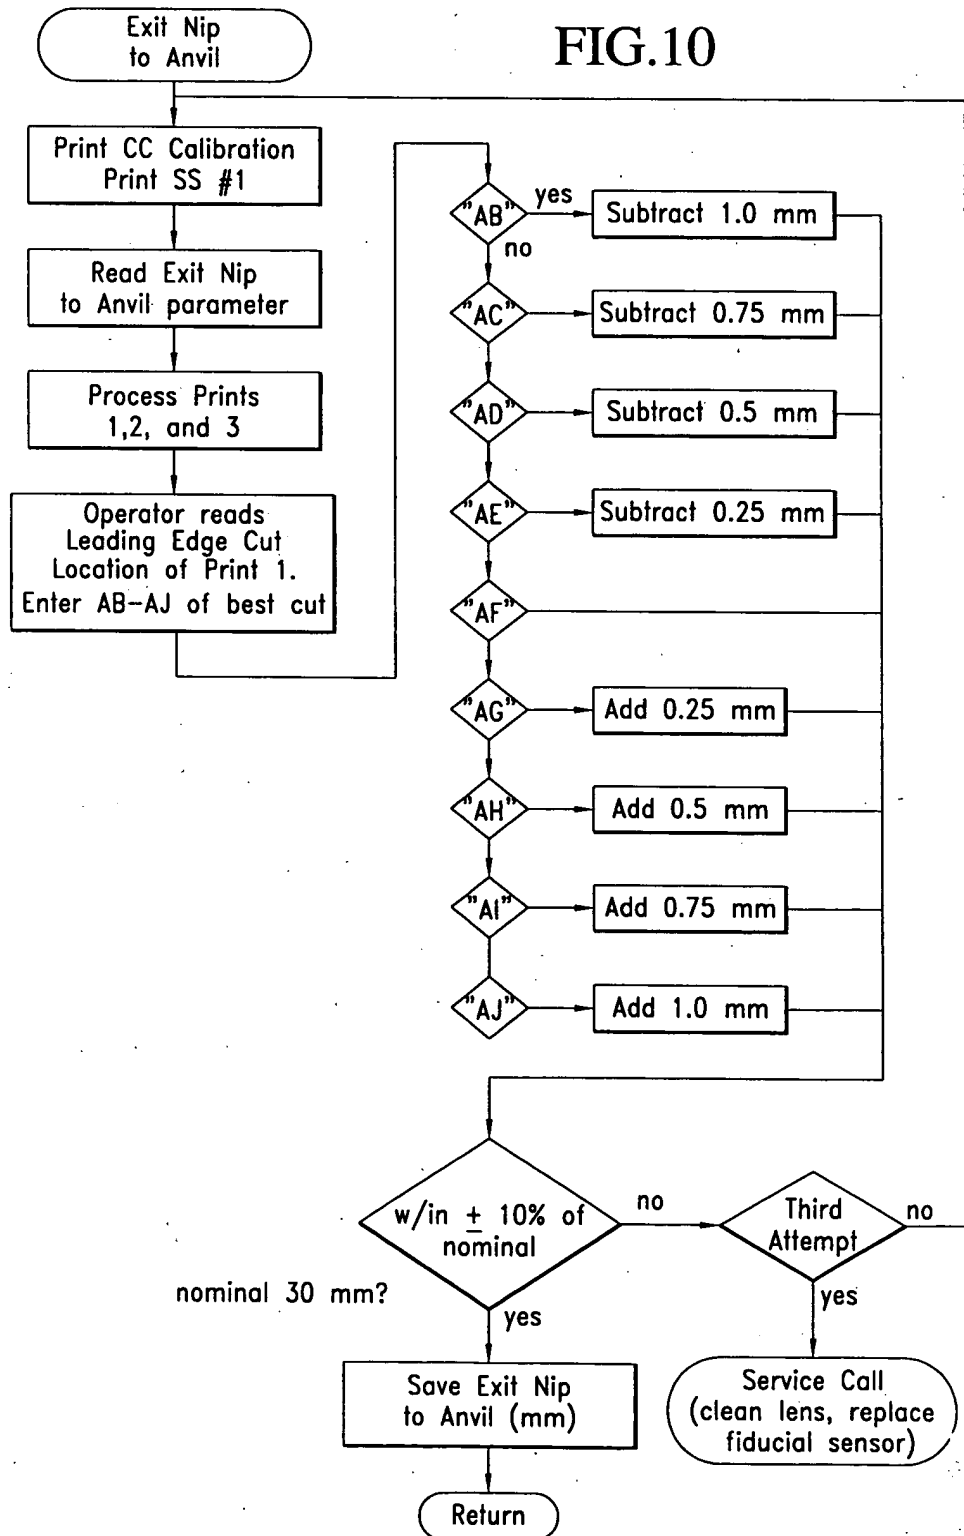 FIG.10
Exit Nip
to Anvil
Print CC Calibration
Print SS #1
Read Exit Nip
to Anvil parameter
Process Prints
1,2, and 3
Operator reads
Leading Edge Cut
Location of Print 1.
Enter AB-AJ of best cut
"AB"
yes
Subtract 1.0 mm
no
"AC"
Subtract 0.75 mm
"AD"
Subtract 0.5 mm
"AE"
Subtract 0.25 mm
"AF"
"AG"
Add 0.25 mm
"AH"
Add 0.5 mm
"AI"
Add 0.75 mm
"AJ"
Add 1.0 mm
w/in ± 10% of
nominal
no
nominal 30 mm?
yes
Third
Attempt
no
yes
Save Exit Nip
to Anvil (mm)
Service Call
(clean lens, replace
fiducial sensor)
Return